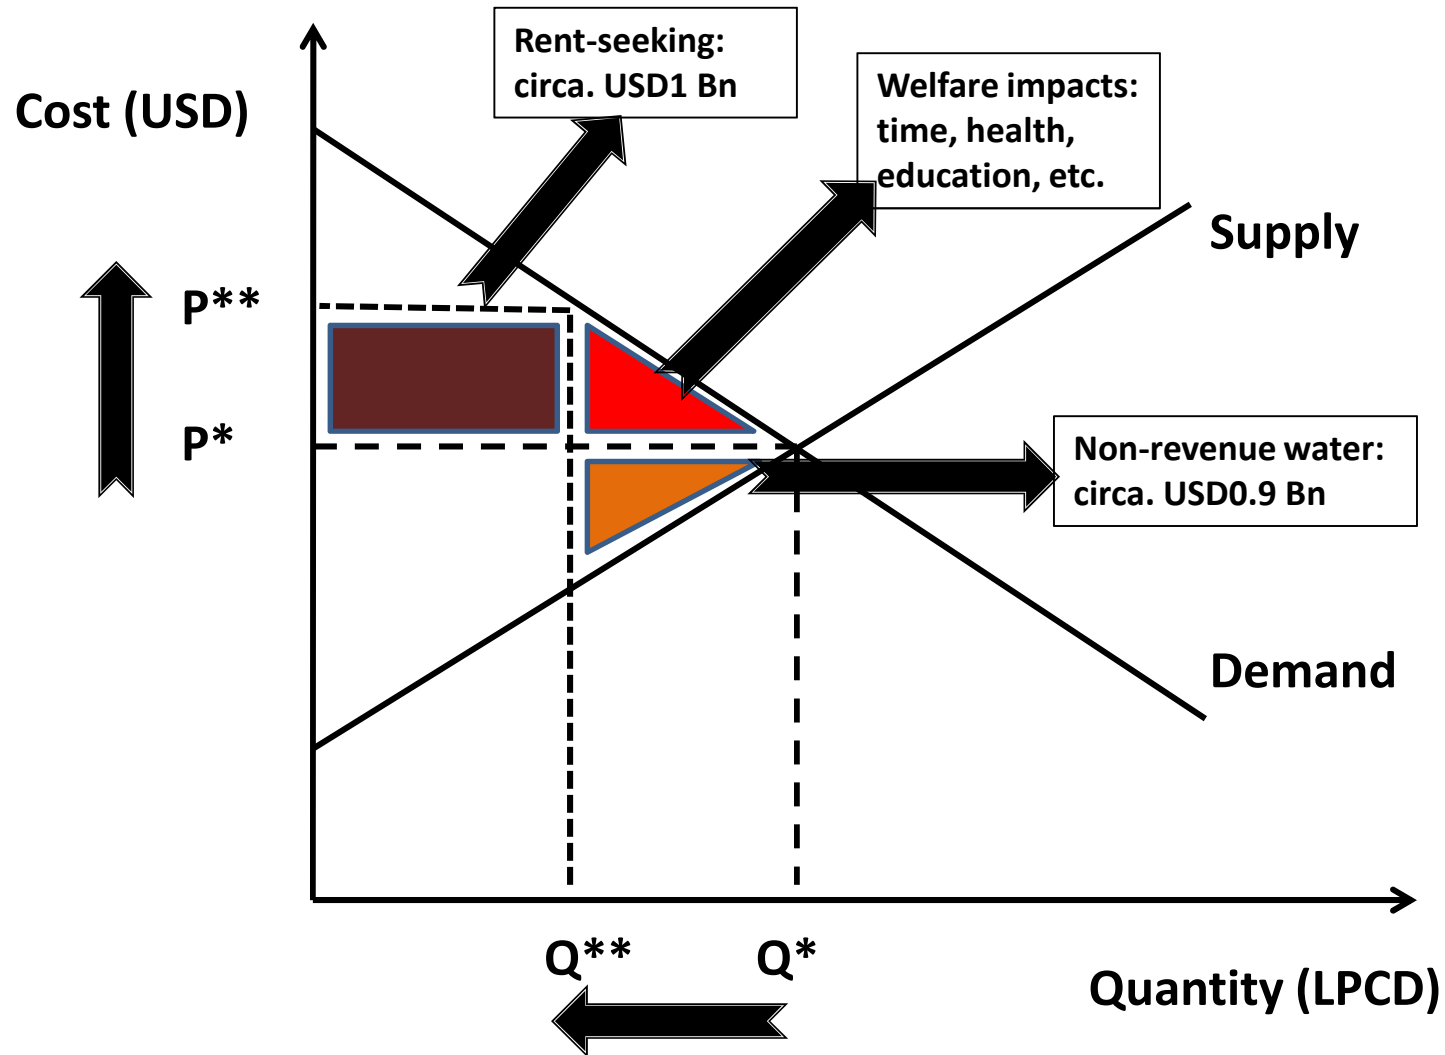 Rent-seeking:
circa. USD1 Bn
Welfare impacts:
time, health,
education, etc.
Cost (USD)
Supply
P**
P*
Non-revenue water:
circa. USD0.9 Bn
Demand
Q**
Q*
Quantity (LPCD)